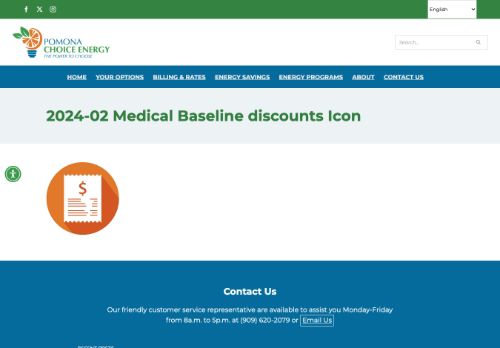 English
POMONA
CHOICE ENERGY
THE POWER TO CHOOSE
Search...
HOME YOUR OPTIONS BILLING & RATES ENERGY SAVINGS ENERGY PROGRAMS ABOUT CONTACT US
2024-02 Medical Baseline discounts Icon
$
Contact Us
Our friendly customer service representative are available to assist you Monday-Friday
from 8a.m. to 5p.m. at (909) 620-2079 or Email Us